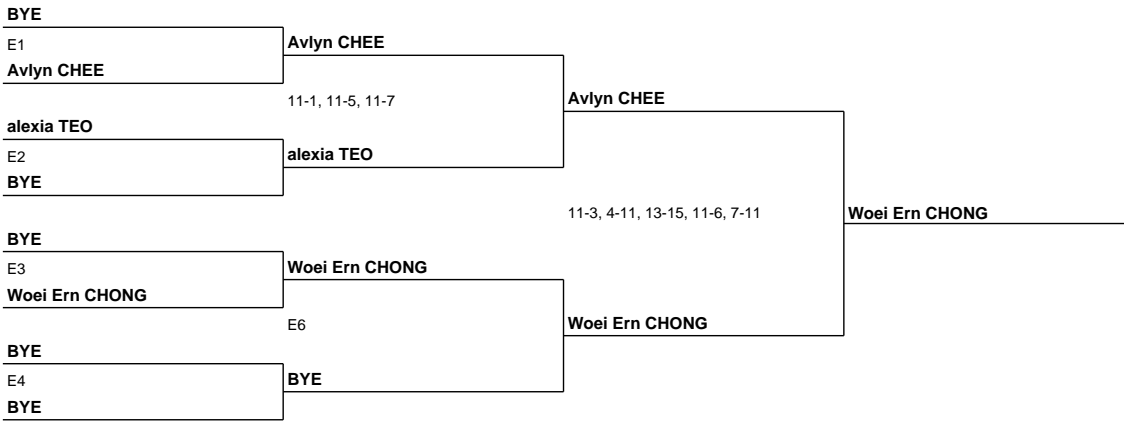 BYE
E1
Avlyn CHEE
Avlyn CHEE
11-1, 11-5, 11-7
Avlyn CHEE
alexia TEO
E2
alexia TEO
BYE
11-3, 4-11, 13-15, 11-6, 7-11
Woei Ern CHONG
BYE
E3
Woei Ern CHONG
Woei Ern CHONG
E6
Woei Ern CHONG
BYE
E4
BYE
BYE